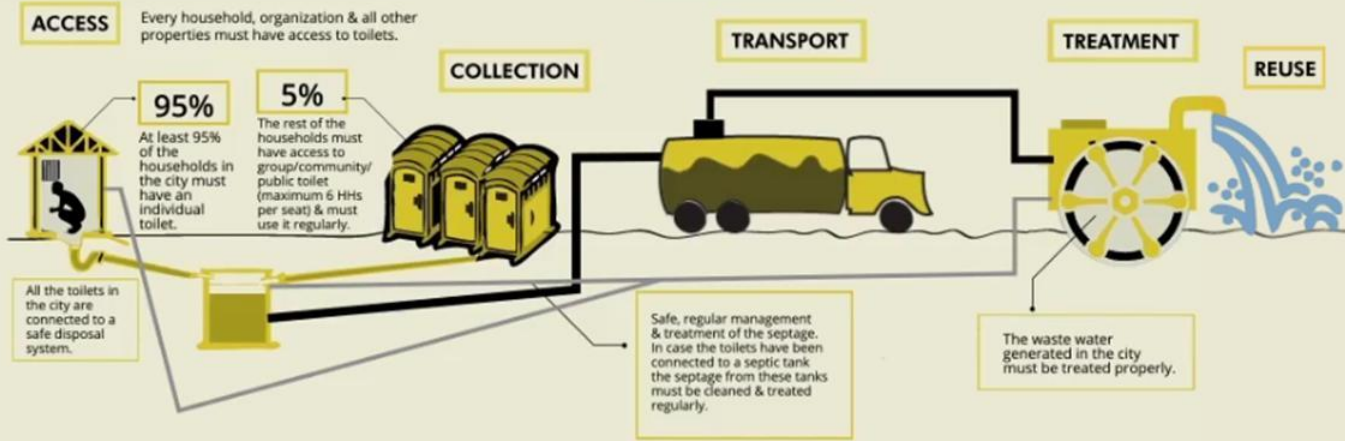 ACCESS
Every household, organization & all other
properties must have access to toilets.
95%
At least 95%
of the
households in
the city must
have an
individual
toilet.
5%
The rest of the
households must
have access to
group/community/
public toilet
(maximum 6 HHs
per seat) & must
use it regularly.
COLLECTION
TRANSPORT
TREATMENT
REUSE
All the toilets in
the city are
connected to a
safe disposal
system.
Safe, regular management
& treatment of the septage.
In case the toilets have been
connected to a septic tank
the septage from these tanks
must be cleaned & treated
regularly.
The waste water
generated in the city
must be treated properly.